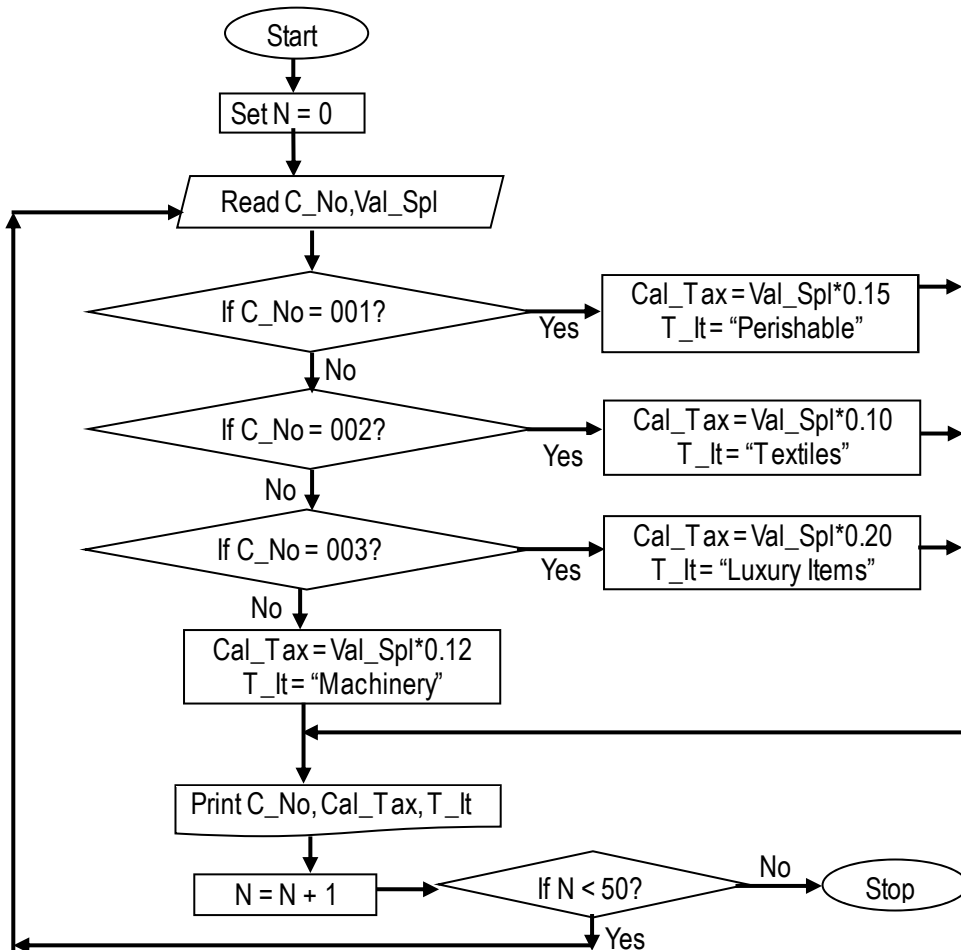 Start
Set N = 0
Read C_No,Val_Spl
If C_No = 001?
Yes
Cal_Tax = Val_Spl*0.15
T_It = “Perishable”
No
If C_No = 002?
Yes
Cal_Tax = Val_Spl*0.10
T_It = “Textiles”
No
If C_No = 003?
Yes
Cal_Tax = Val_Spl*0.20
T_It = “Luxury Items”
No
Cal_Tax = Val_Spl*0.12
T_It = “Machinery”
Print C_No, Cal_Tax, T_It
N = N + 1
If N < 50?
No
Stop
Yes